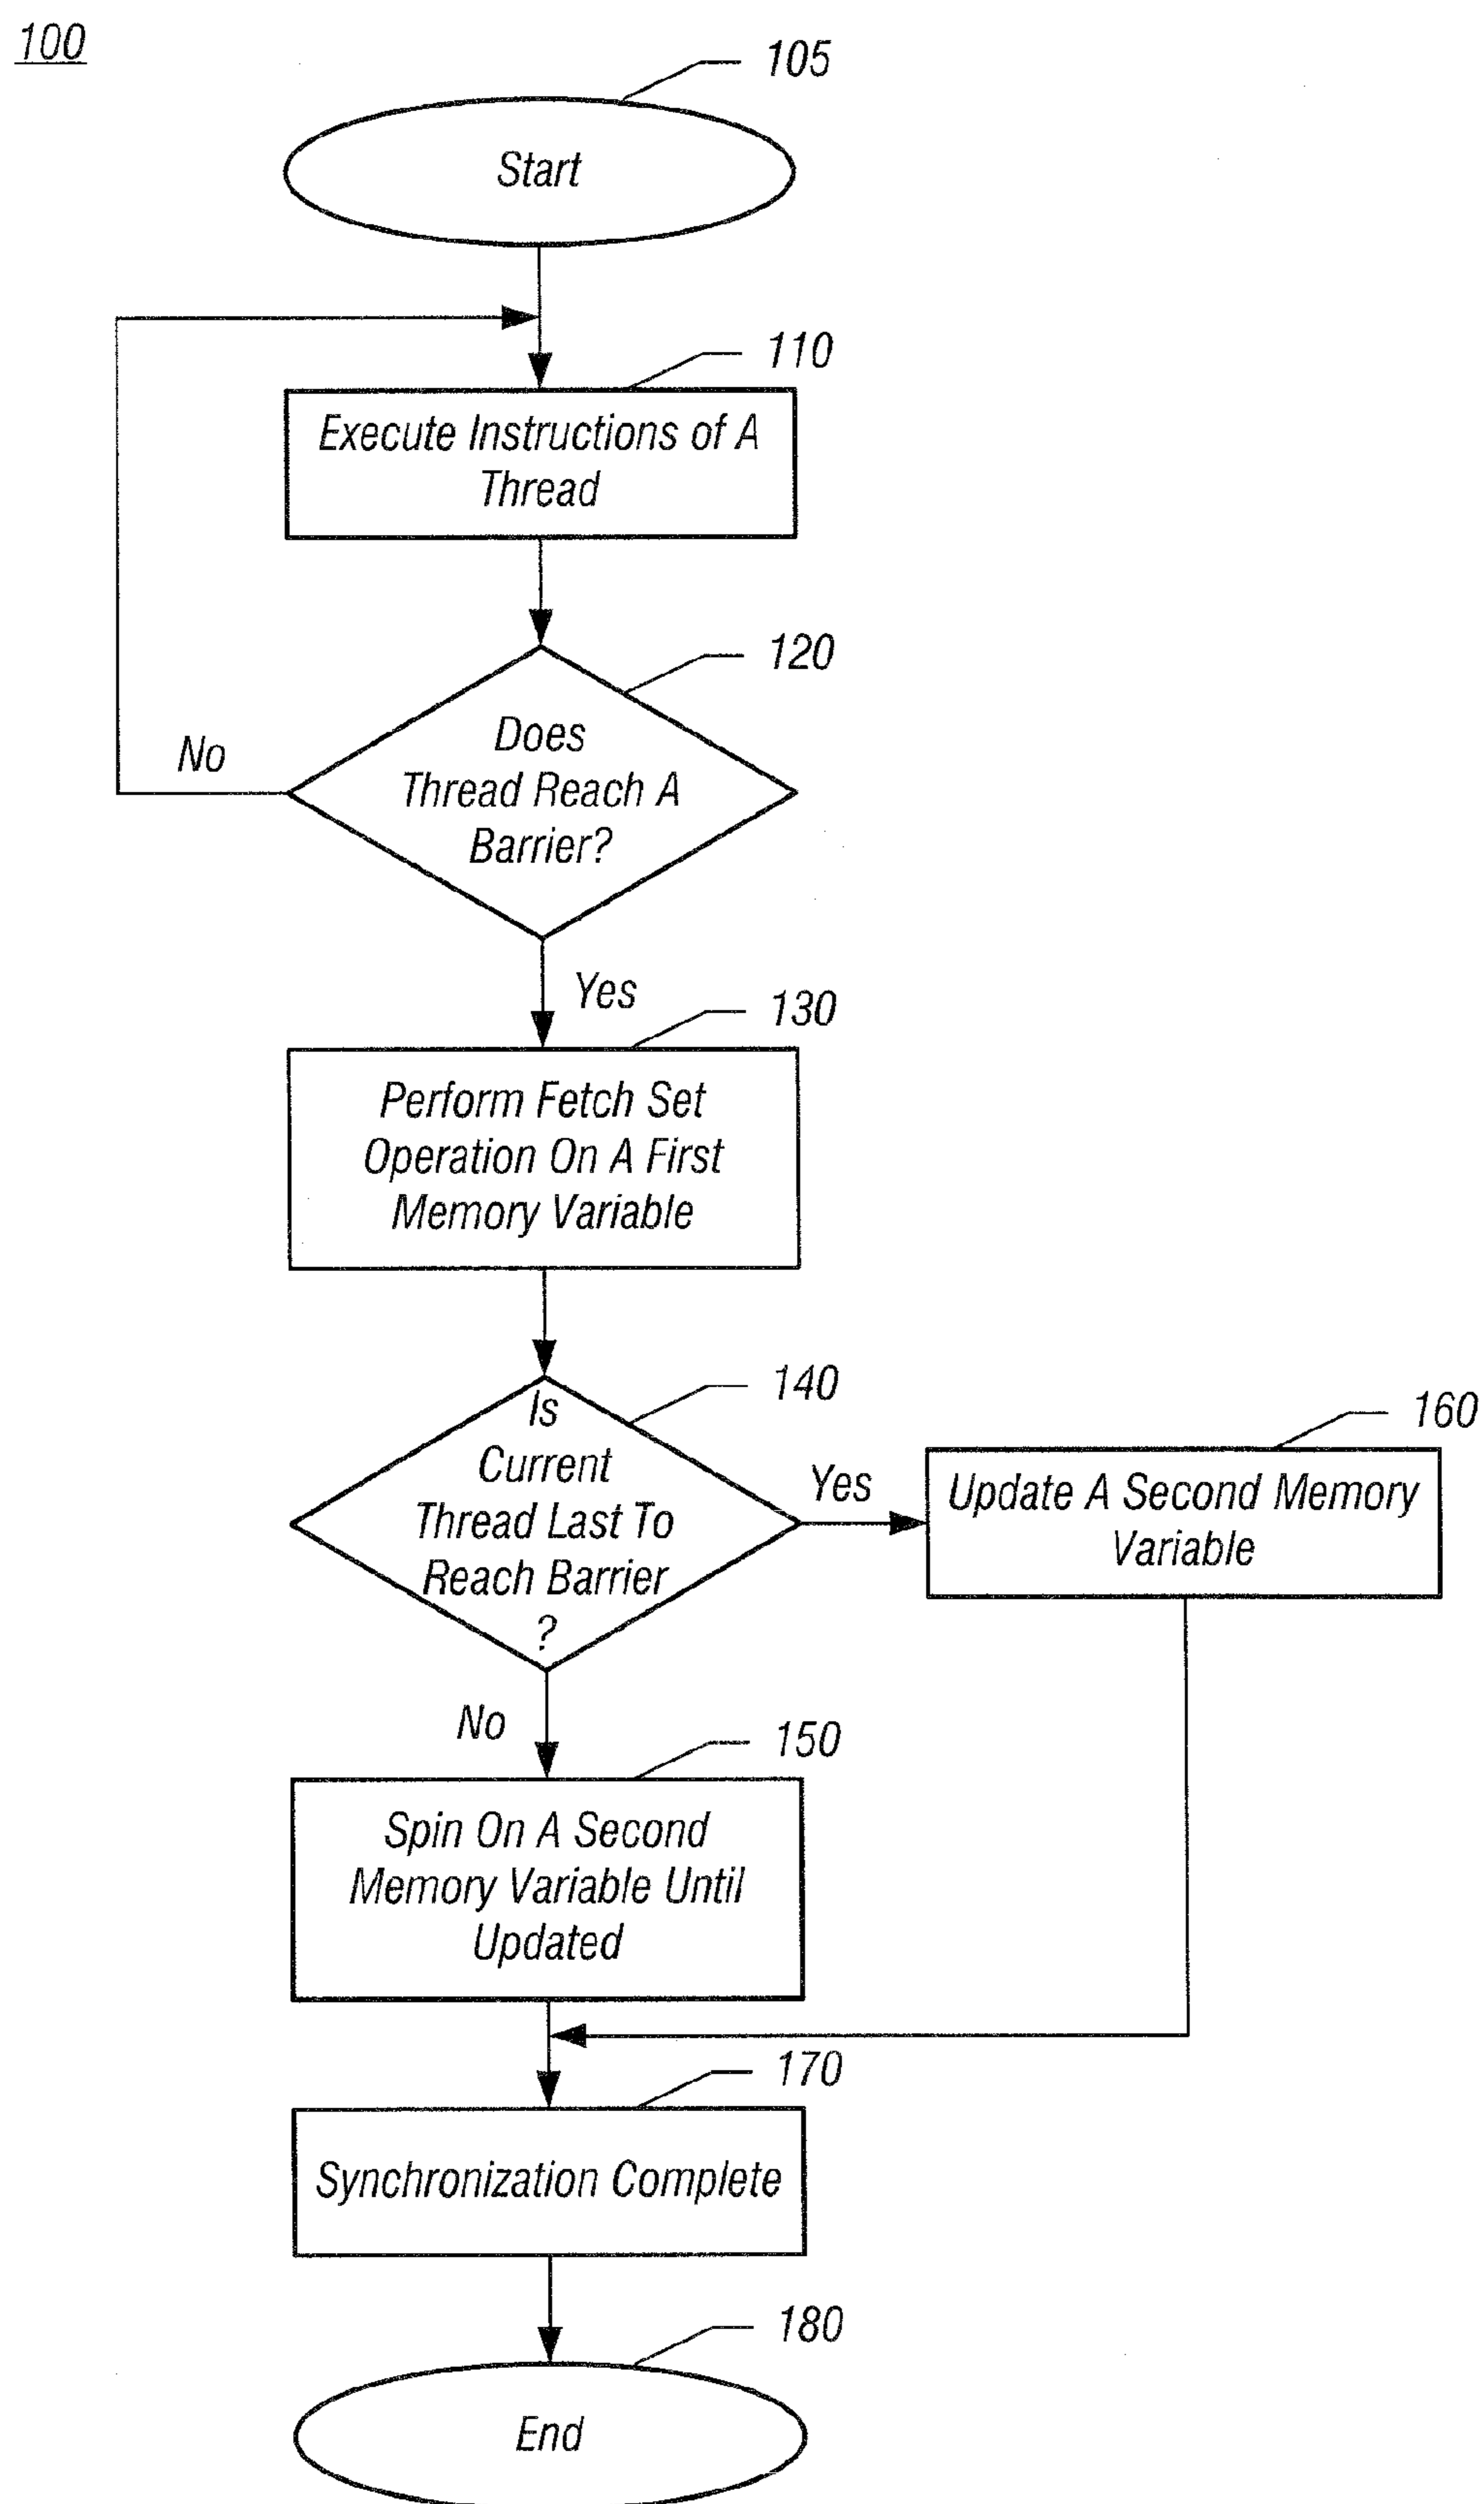 100
105
Start
110
Execute Instructions of A
Thread
120
Does
Thread Reach A
Barrier?
No
Yes
130
Perform Fetch Set
Operation On A First
Memory Variable
140
Is
Current
Thread Last To
Reach Barrier
?
Yes
160
Update A Second Memory
Variable
No
150
Spin On A Second
Memory Variable Until
Updated
170
Synchronization Complete
180
End